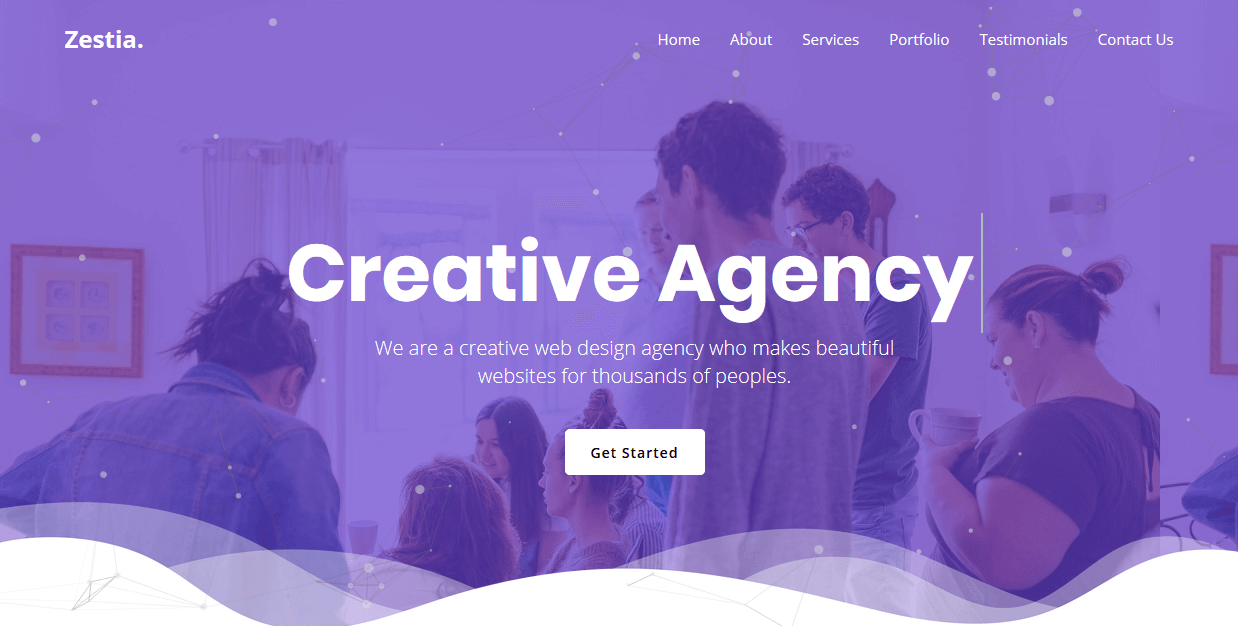 Zestia.
Home About Services Portfolio Testimonials Contact Us
Creative Agency
We are a creative web design agency who makes beautiful
websites for thousands of peoples.
Get Started